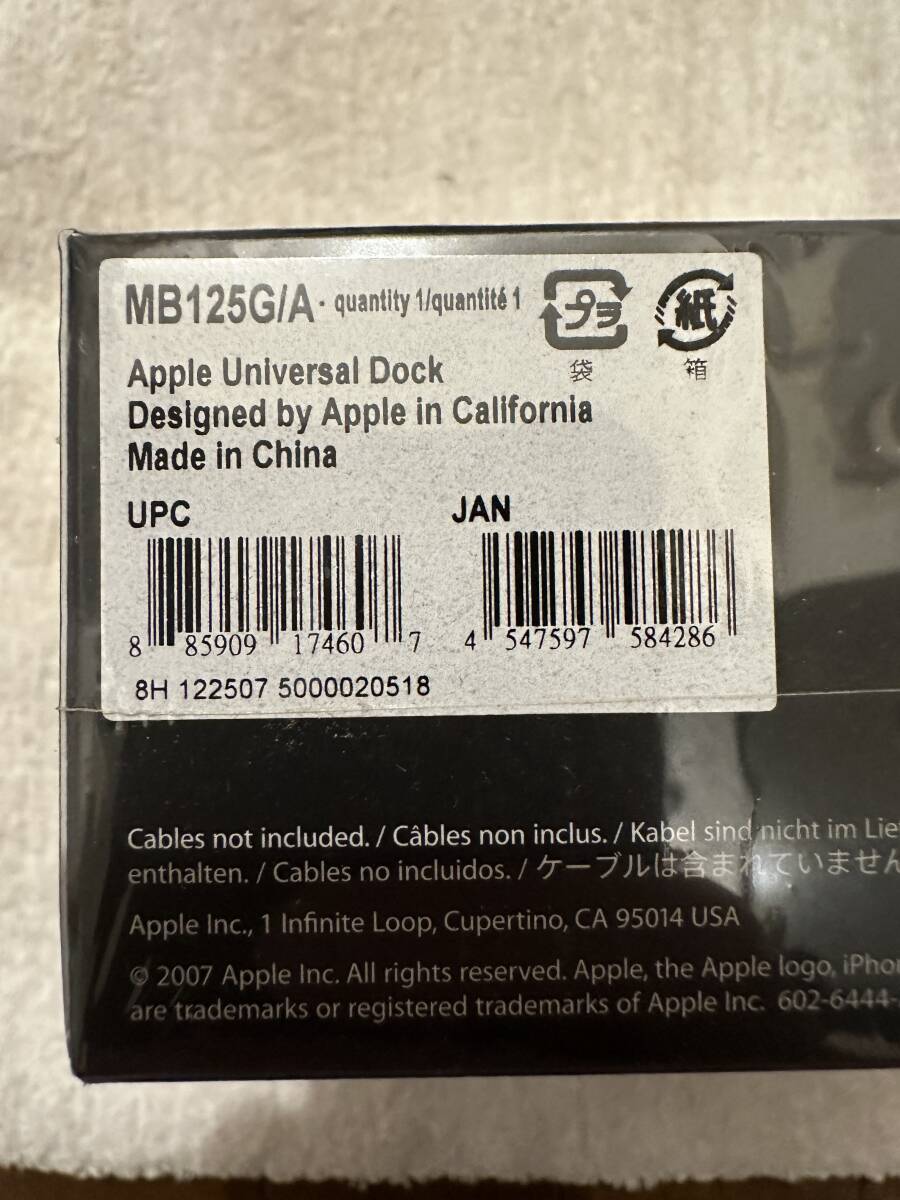 MB125G/A · quantity 1/quantité 1
プラ 紙
袋 箱
Apple Universal Dock
Designed by Apple in California
Made in China
UPC JAN
8 85909 17460 7 4 547597 584286
8H 122507 5000020518
Cables not included. / Câbles non inclus. / Kabel sind nicht im
enthalten. / Cables no incluidos. / ケーブルは含まれていません
Apple Inc., 1 Infinite Loop, Cupertino, CA 95014 USA
© 2007 Apple Inc. All rights reserved. Apple, the Apple logo,
are trademarks or registered trademarks of Apple Inc. 602-6444-